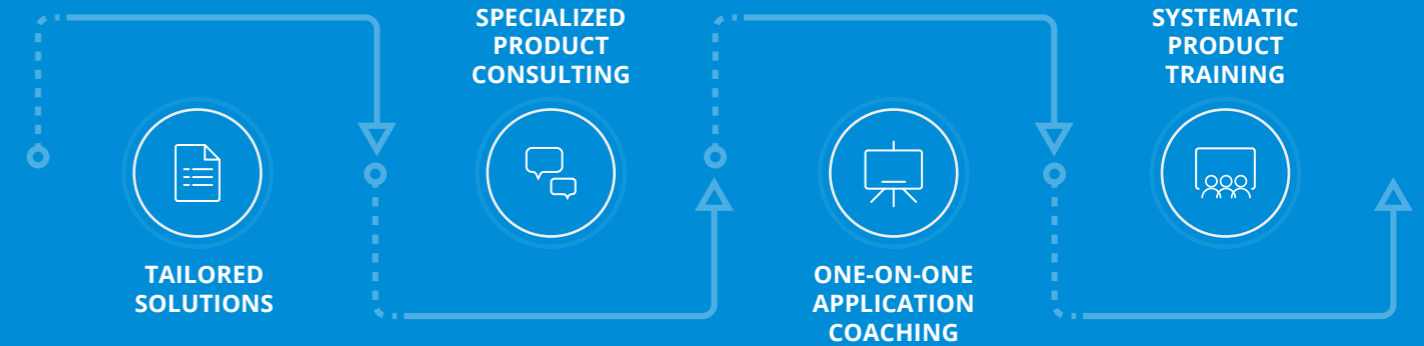 TAILORED
SOLUTIONS
SPECIALIZED
PRODUCT
CONSULTING
ONE-ON-ONE
APPLICATION
COACHING
SYSTEMATIC
PRODUCT
TRAINING